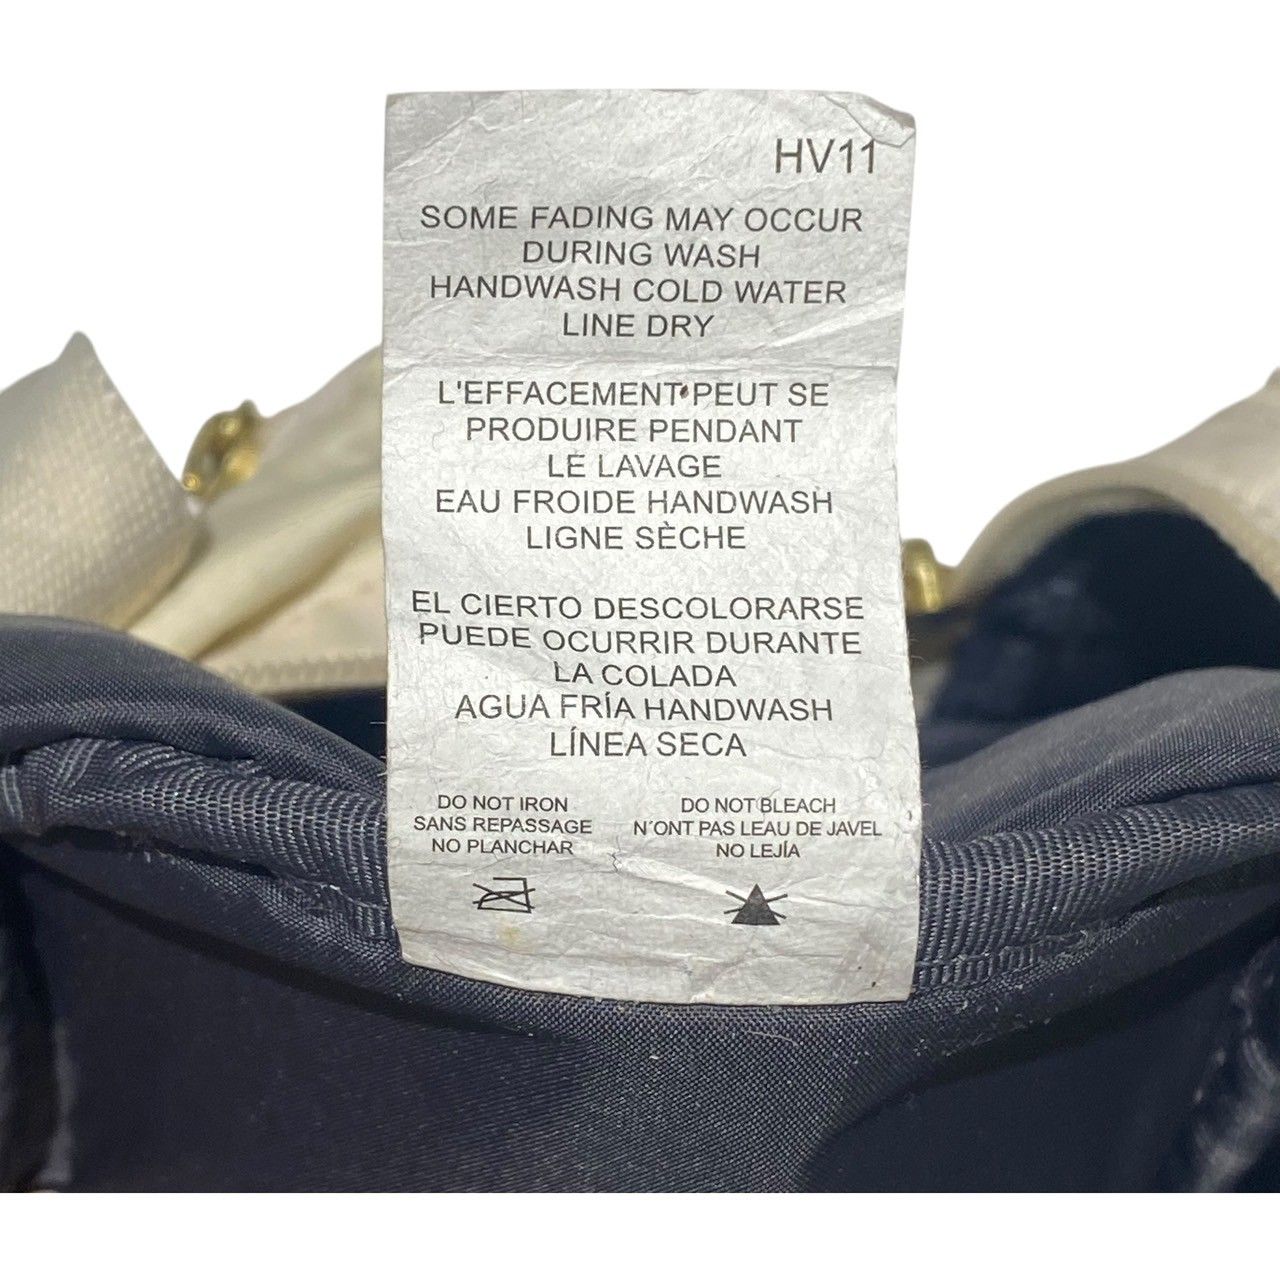 HV11
SOME FADING MAY OCCUR
DURING WASH
HANDWASH COLD WATER
LINE DRY
L'EFFACEMENT PEUT SE
PRODUIRE PENDANT
LE LAVAGE
EAU FROIDE HANDWASH
LIGNE SÈCHE
EL CIERTO DESCOLORARSE
PUEDE OCURRIR DURANTE
LA COLADA
AGUA FRÍA HANDWASH
LÍNEA SECA
DO NOT IRON
SANS REPASSAGE
NO PLANCHAR
DO NOT BLEACH
N'ONT PAS LEAU DE JAVEL
NO LEJÍA